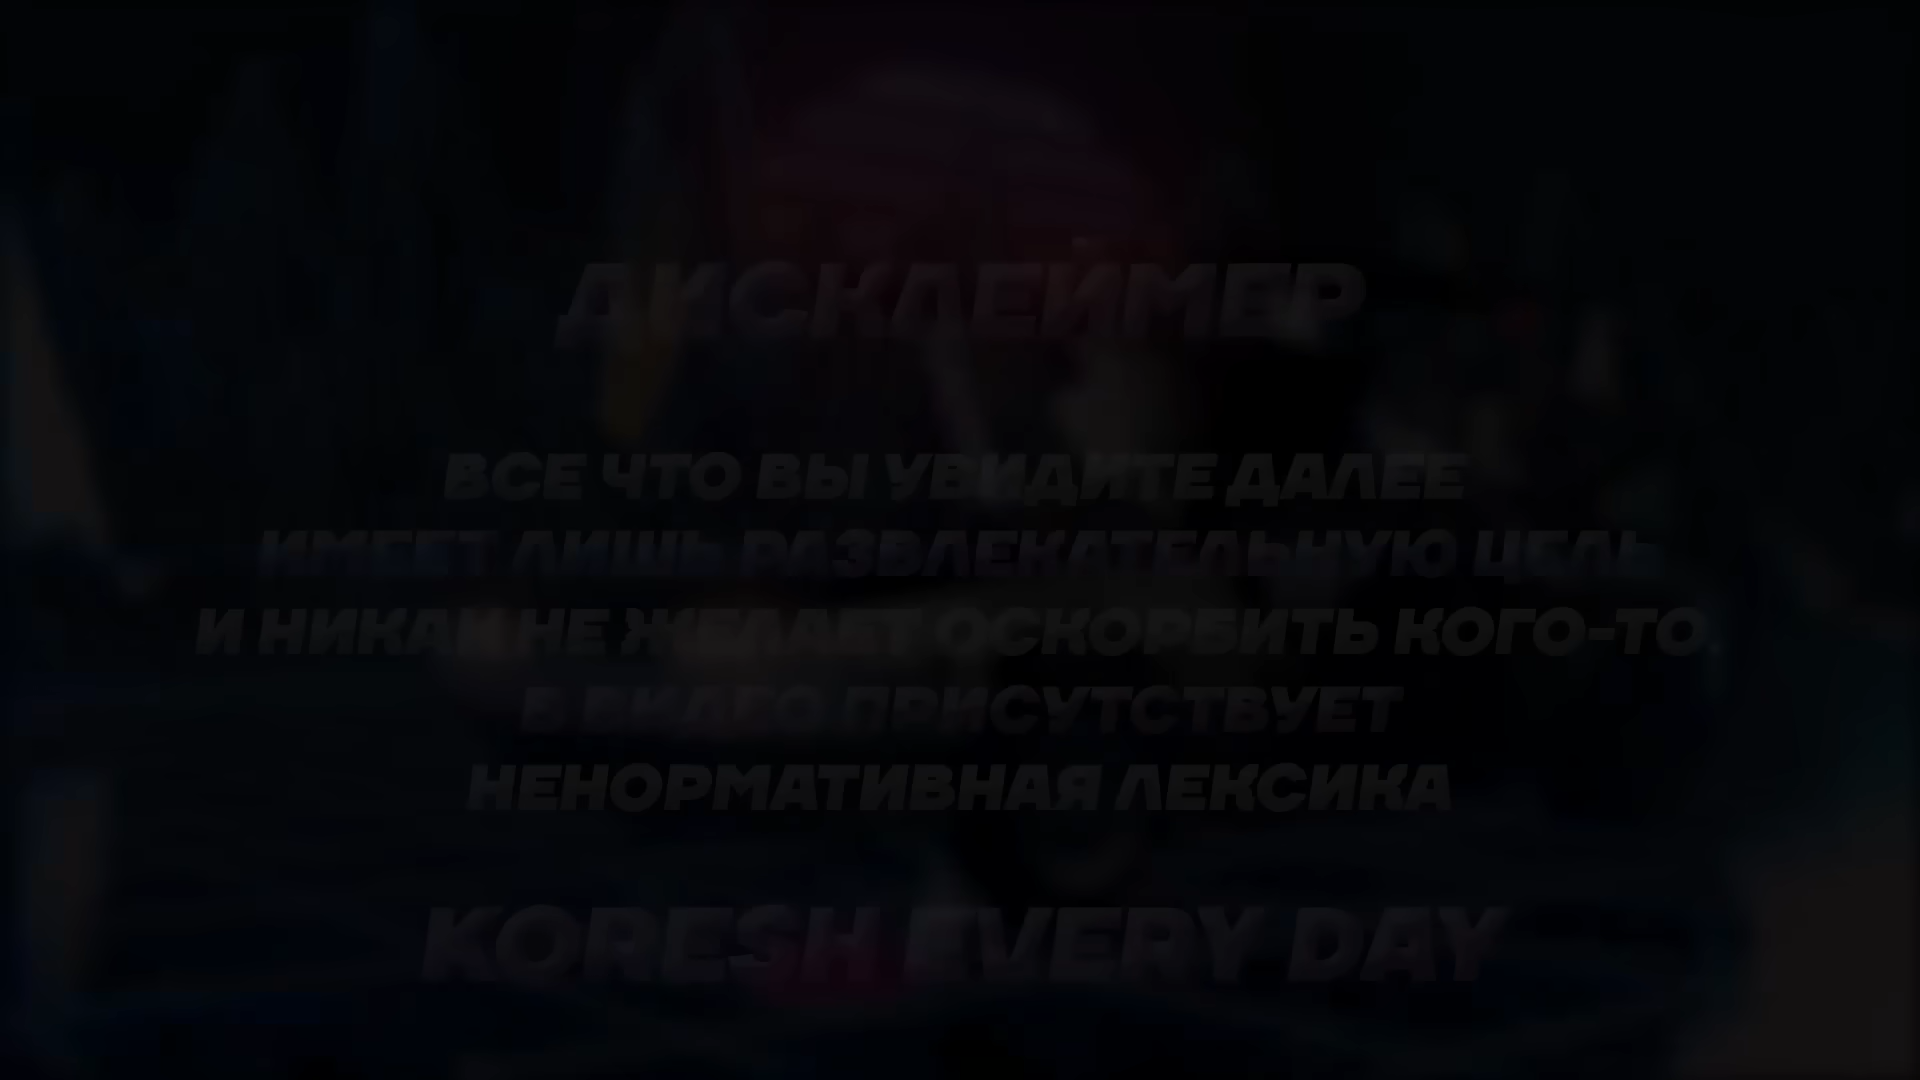 ДИСКЛЕЙМЕР
ВСЕ ЧТО ВЫ УВИДИТЕ ДАЛЕЕ
ИМЕЕТ ЛИШЬ РАЗВЛЕКАТЕЛЬНУЮ ЦЕЛЬ
И НИКАК НЕ ЖЕЛАЕТ ОСКОРБИТЬ КОГО-ТО.
В ВИДЕО ПРИСУТСТВУЕТ
НЕНОРМАТИВНАЯ ЛЕКСИКА
KORESH EVERY DAY